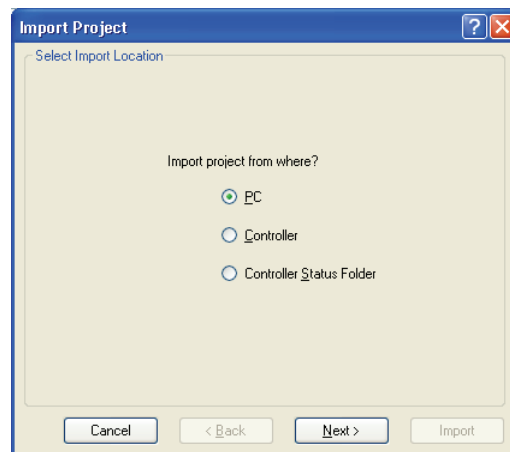 Import Project
Select Import Location
Import project from where?
PC
Controller
Controller Status Folder
Cancel < Back Next > Import